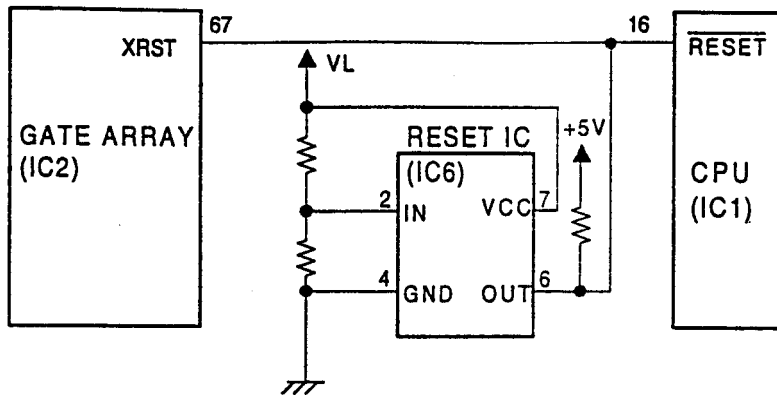 67
16
XRST
RESET
VL
GATE ARRAY
(IC2)
RESET IC
(IC6)
+5V
CPU
(IC1)
2
IN
VCC
7
4
GND
OUT
6